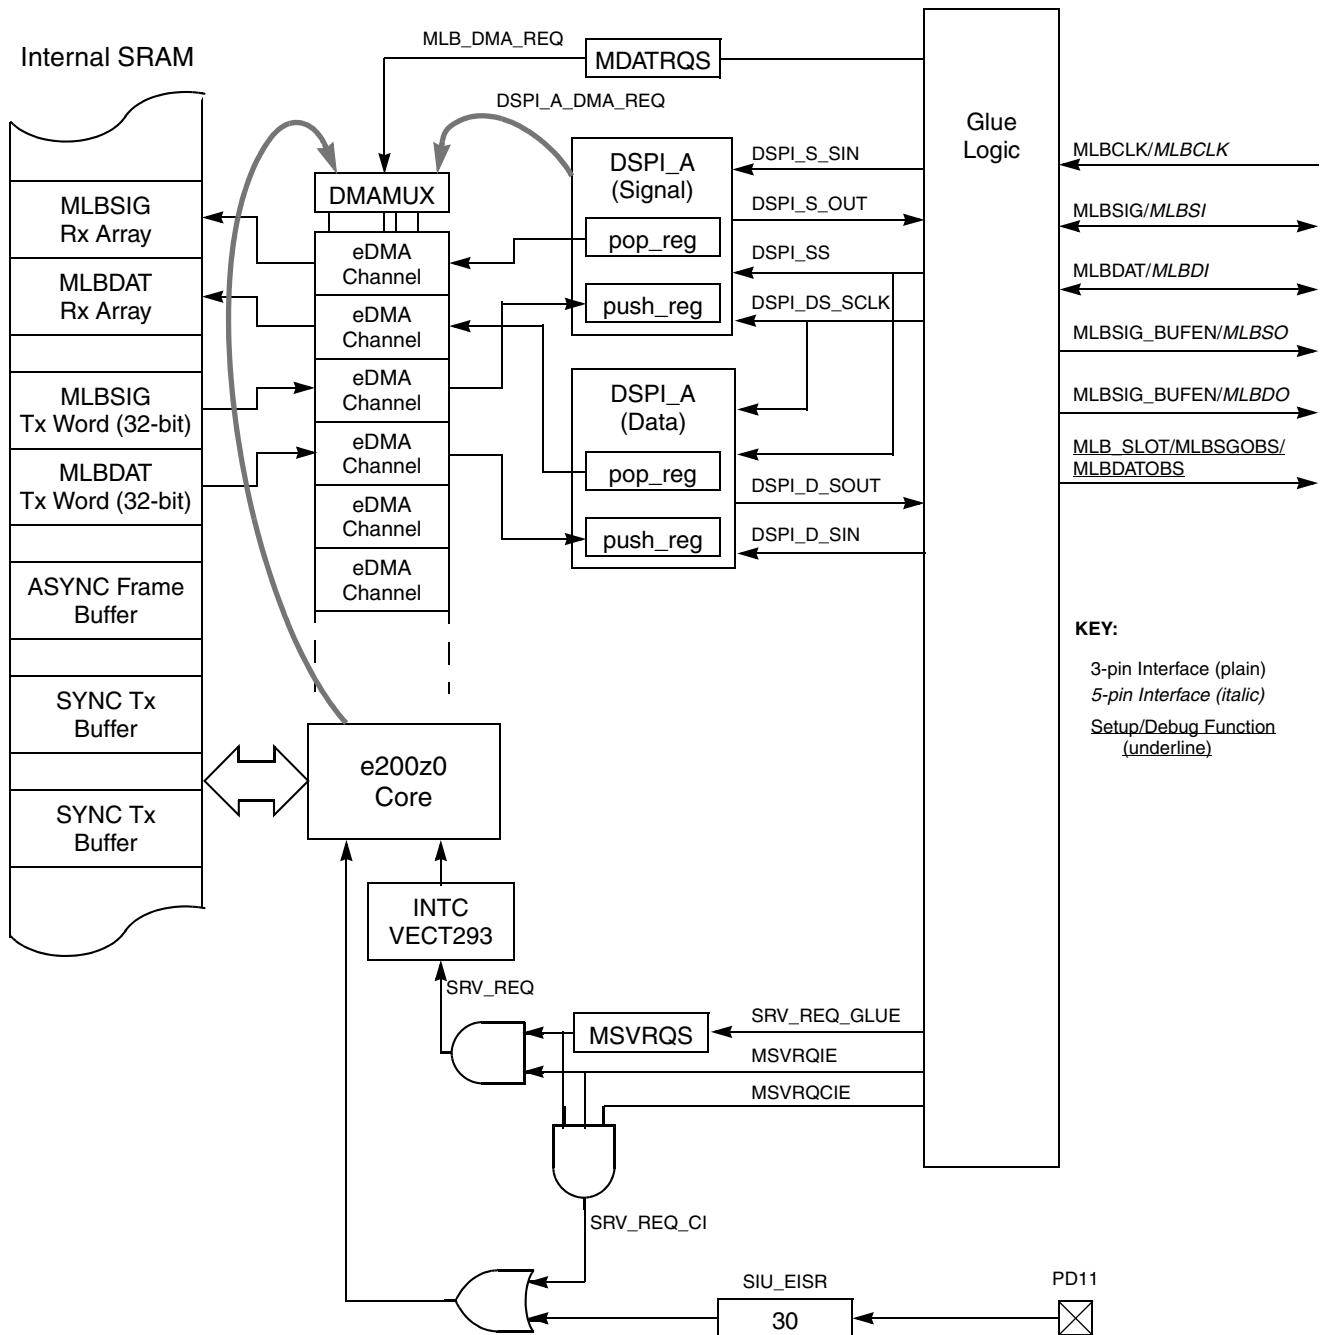 Internal SRAM
MLBSIG
Rx Array
MLBDAT
Rx Array
MLBSIG
Tx Word (32-bit)
MLBDAT
Tx Word (32-bit)
ASYNC Frame
Buffer
SYNC Tx
Buffer
SYNC Tx
Buffer
MLB_DMA_REQ
MDATRQS
DSPI_A_DMA_REQ
DMAMUX
eDMA
Channel
eDMA
Channel
eDMA
Channel
eDMA
Channel
eDMA
Channel
eDMA
Channel
e200z0
Core
INTC
VECT293
SRV_REQ
DSPI_A
(Signal)
pop_reg
push_reg
DSPI_A
(Data)
pop_reg
push_reg
DSPI_S_SIN
DSPI_S_OUT
DSPI_SS
DSPI_DS_SCLK
DSPI_D_SOUT
DSPI_D_SIN
Glue
Logic
MLBCLK/MLBCLK
MLBSIG/MLBSI
MLBDAT/MLBDI
MLBSIG_BUFEN/MLBSO
MLBSIG_BUFEN/MLBDO
MLB_SLOT/MLBSGOBS/
MLBDATOBS
KEY:
3-pin Interface (plain)
5-pin Interface (italic)
Setup/Debug Function
(underline)
MSVRQS
SRV_REQ_GLUE
MSVRQIE
MSVRQCIE
SRV_REQ_CI
SIU_EISR
30
PD11